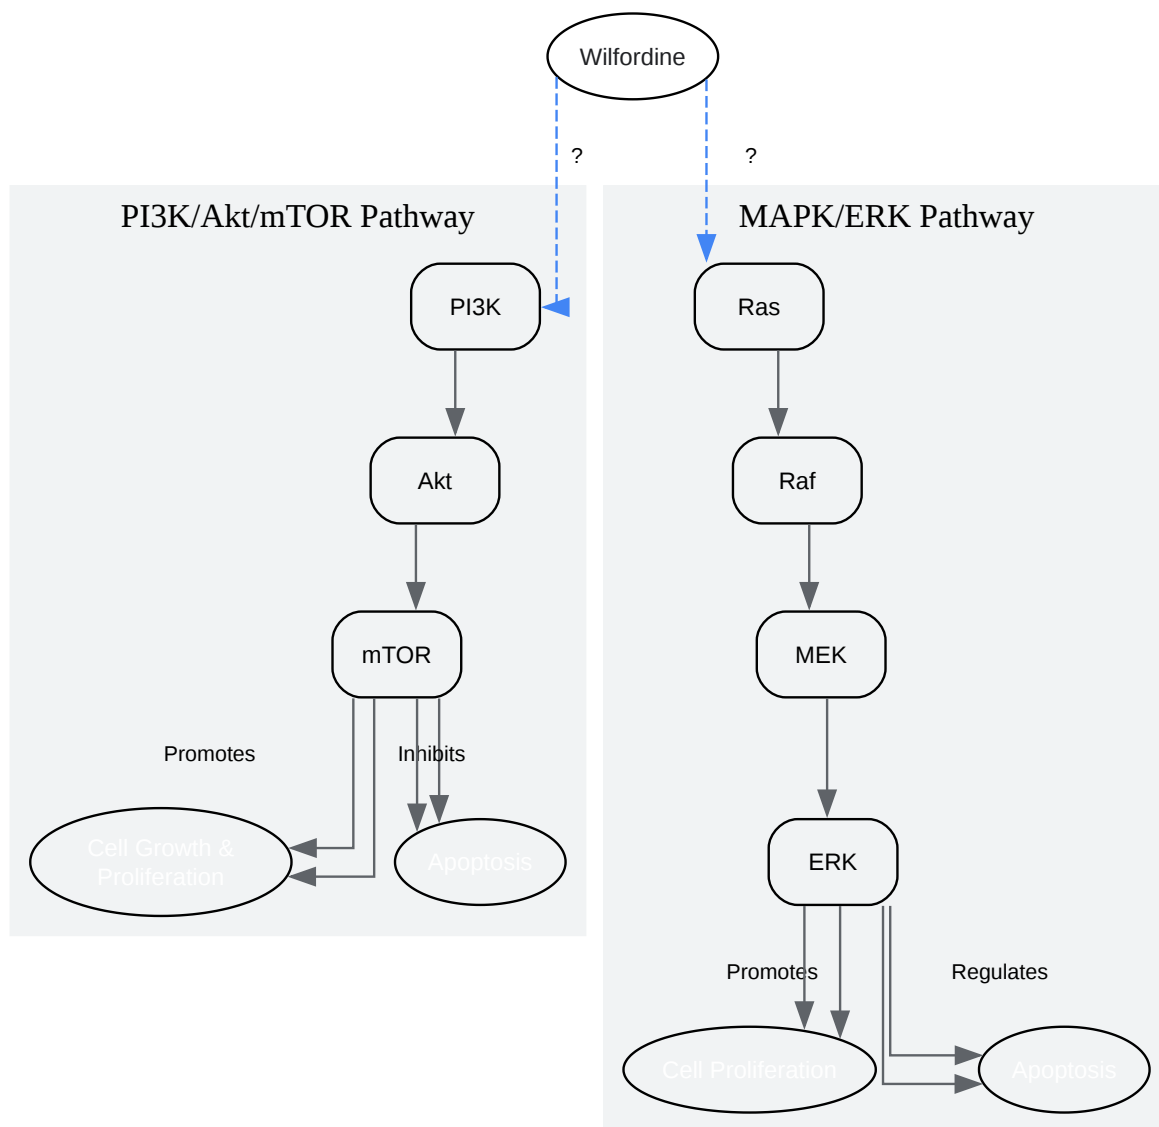 Wilfordine
?
?
PI3K/Akt/mTOR Pathway
PI3K
Akt
mTOR
Promotes
Inhibits
Cell Growth &
Proliferation
Apoptosis
MAPK/ERK Pathway
Ras
Raf
MEK
ERK
Promotes
Regulates
Cell Proliferation
Apoptosis